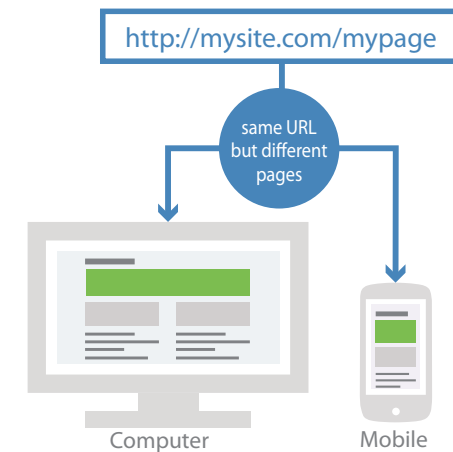 http://mysite.com/mypage
same URL
but different
pages
Computer
Mobile